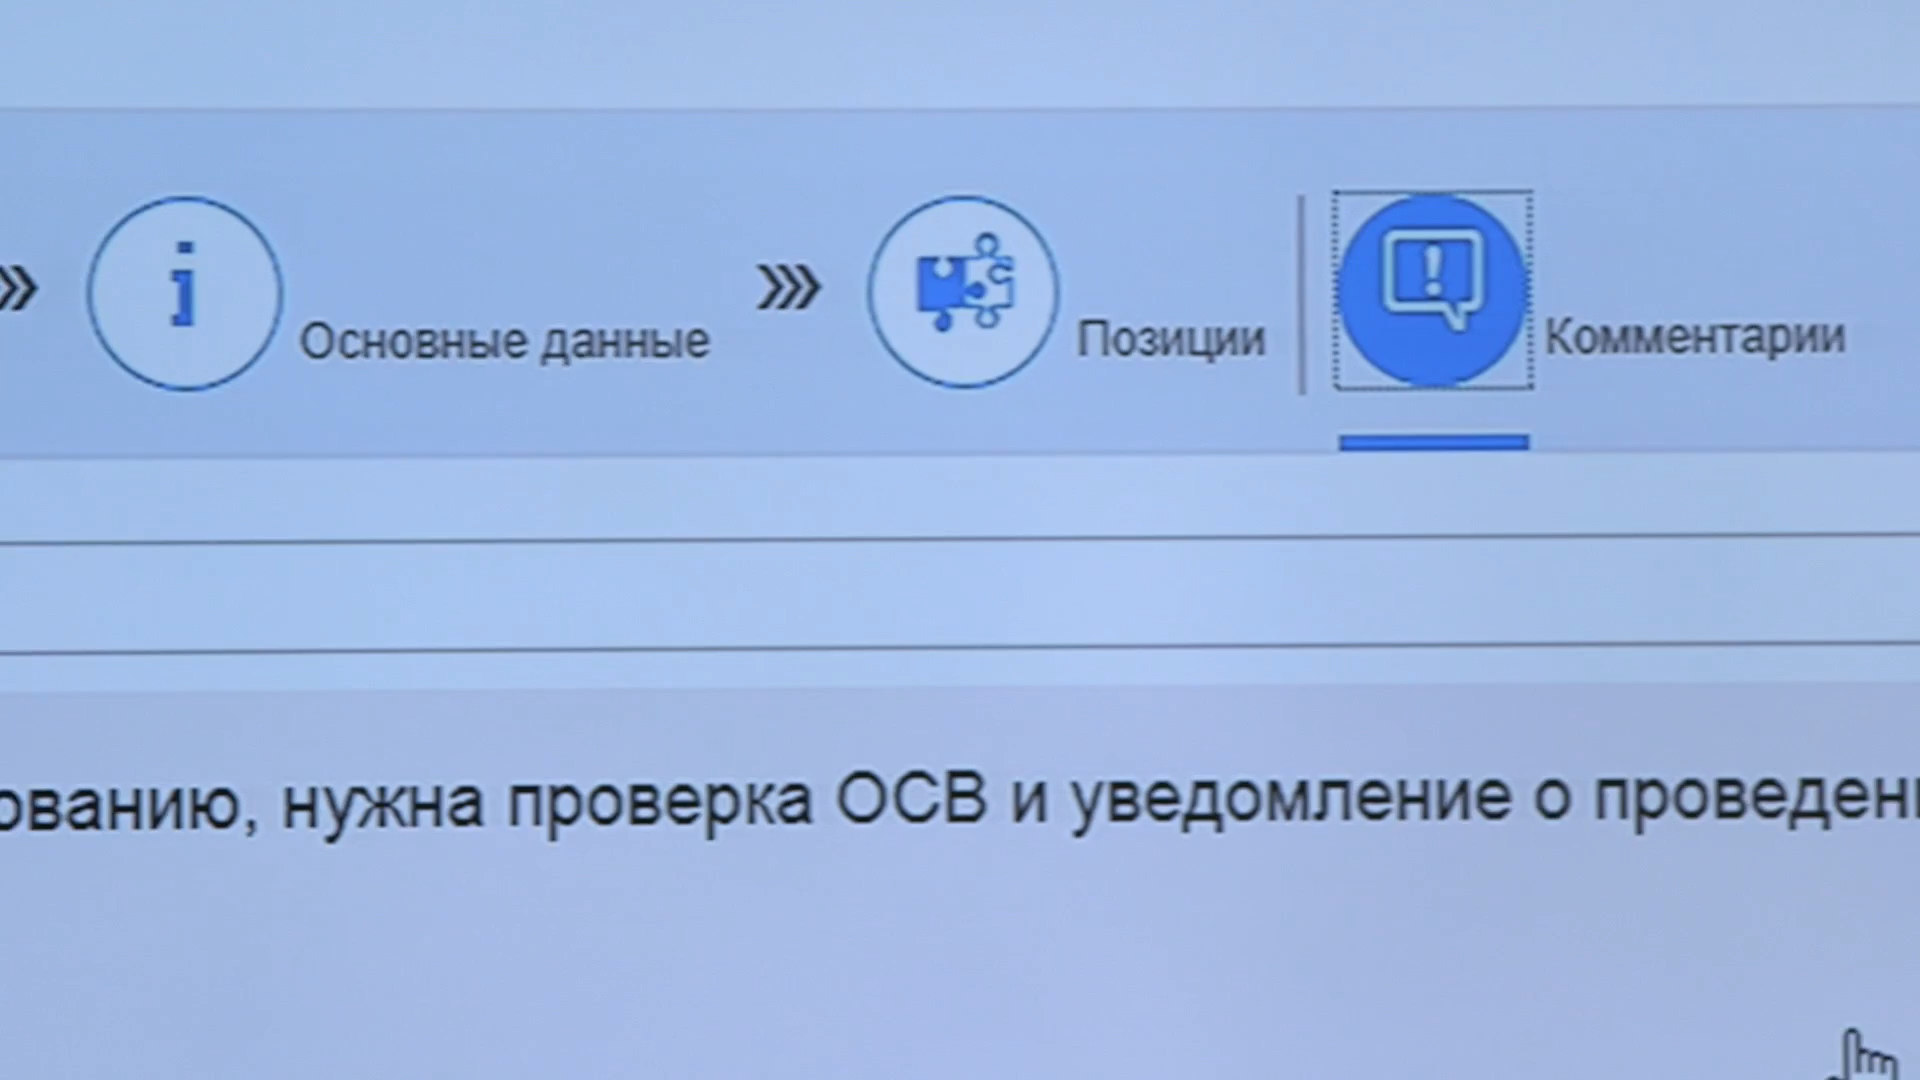 Основные данные
Позиции
Комментарии
ованию, нужна проверка ОСВ и уведомление о проведен